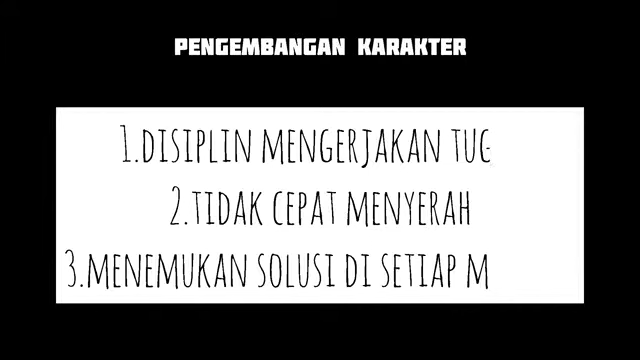 PENGEMBANGAN KARAKTER
1.DISIPLIN MENGERJAKAN TUG
2.TIDAK CEPAT MENYERAH
3.MENEMUKAN SOLUSI DI SETIAP M